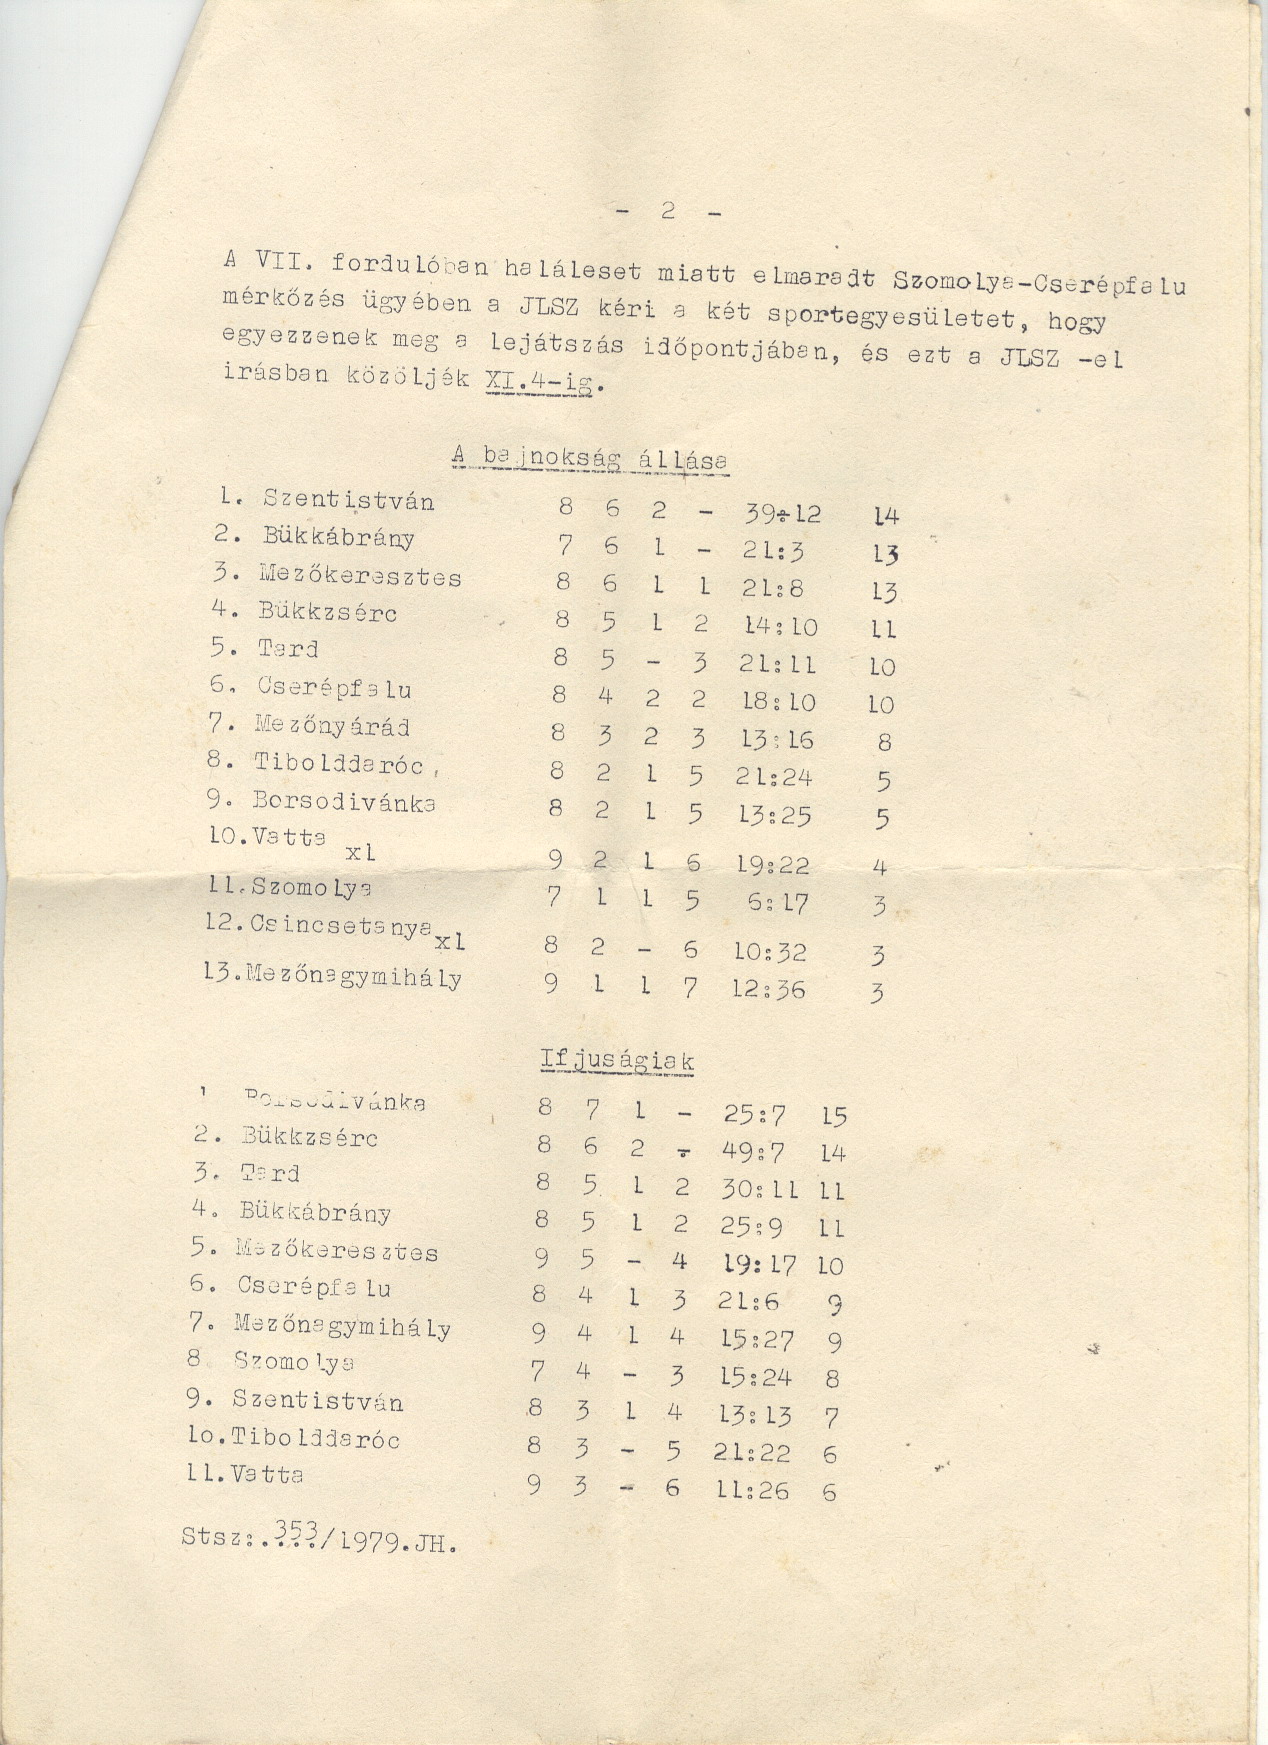 - 2 -
A VII. fordulóban haláleset miatt elmaradt Szomolya-Cserépfalu
mérkőzés ügyében a JLSZ kéri a két sportegyesületet, hogy
egyezzenek meg a lejátszás időpontjában, és ezt a JLSZ -el
irásban közöljék XI.4-ig.
A bajnokság állása
1. Szentistván 8 6 2 - 39:12 14
2. Bükkábrány 7 6 1 - 21:3 13
3. Mezőkeresztes 8 6 1 1 21:8 13
4. Bükkzsérc 8 5 1 2 14:10 11
5. Tard 8 5 - 3 21:11 10
6. Cserépfalu 8 4 2 2 18:10 10
7. Mezőnyárád 8 3 2 3 13:16 8
8. Tibolddaróc, 8 2 1 5 21:24 5
9. Borsodivánka 8 2 1 5 13:25 5
10.Vatta x1 9 2 1 6 19:22 4
11.Szomolya 7 1 1 5 6:17 3
12.Csincsetanya x1 8 2 - 6 10:32 3
13.Mezőnagymihály 9 1 1 7 12:36 3
Ifjuságiak
1 Borsodivánka 8 7 1 - 25:7 15
2. Bükkzsérc 8 6 2 - 49:7 14
3. Tard 8 5 1 2 30:11 11
4. Bükkábrány 8 5 1 2 25:9 11
5. Mezőkeresztes 9 5 - 4 19:17 10
6. Cserépfalu 8 4 1 3 21:6 9
7. Mezőnagymihály 9 4 1 4 15:27 9
8. Szomolya 7 4 - 3 15:24 8
9. Szentistván 8 3 1 4 13:13 7
10.Tibolddaróc 8 3 - 5 21:22 6
11.Vatta 9 3 - 6 11:26 6
Stsz:.353/1979.JH.